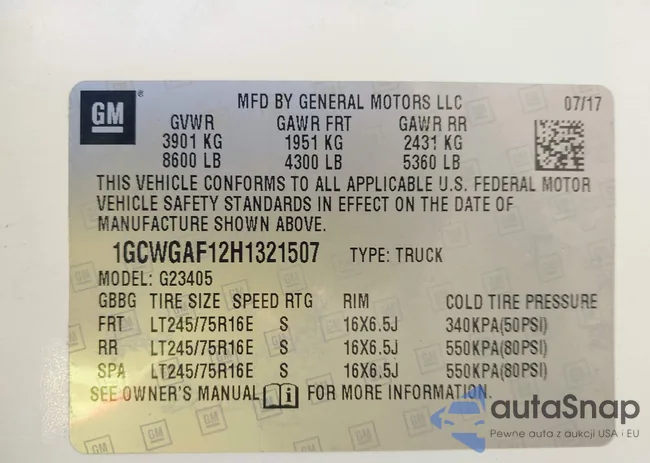 GM ® MFD BY GENERAL MOTORS LLC 07/17
GVWR GAWR FRT GAWR RR
3901 KG 1951 KG 2431 KG
8600 LB 4300 LB 5360 LB
THIS VEHICLE CONFORMS TO ALL APPLICABLE U.S. FEDERAL MOTOR
VEHICLE SAFETY STANDARDS IN EFFECT ON THE DATE OF
MANUFACTURE SHOWN ABOVE.
1GCWGAF12H1321507 TYPE: TRUCK
MODEL: G23405
GBBG TIRE SIZE SPEED RTG RIM COLD TIRE PRESSURE
FRT LT245/75R16E S 16X6.5J 340KPA(50PSI)
RR LT245/75R16E S 16X6.5J 550KPA(80PSI)
SPA LT245/75R16E S 16X6.5J 550KPA(80PSI)
SEE OWNER'S MANUAL FOR MORE INFORMATION.
autaSnap
Pewne auta z aukcji USA i EU